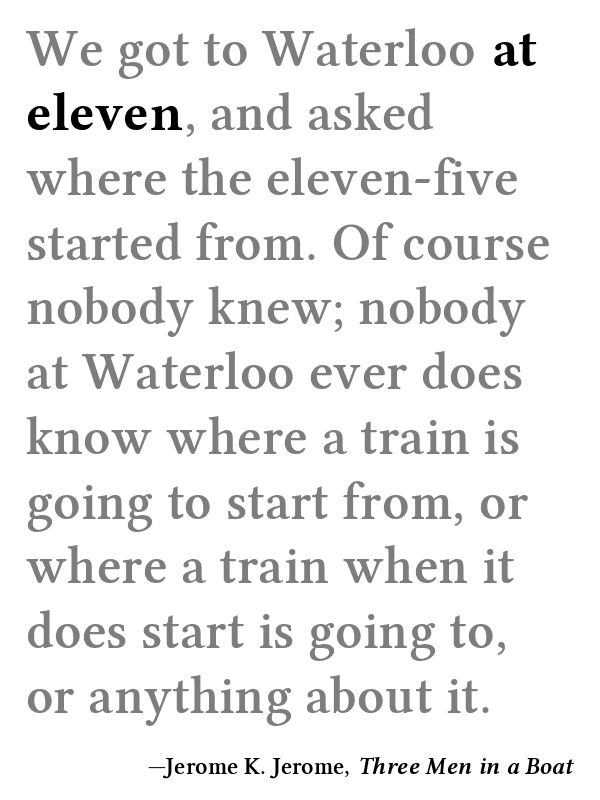 We got to Waterloo at
eleven, and asked
where the eleven-five
started from. Of course
nobody knew; nobody
at Waterloo ever does
know where a train is
going to start from, or
where a train when it
does start is going to,
or anything about it.
—Jerome K. Jerome, Three Men in a Boat